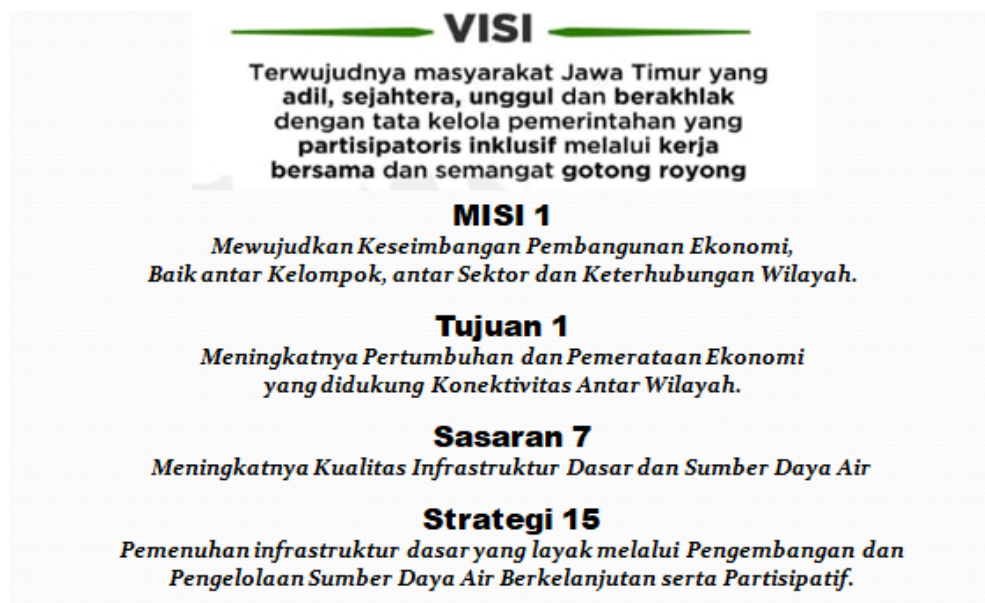 VISI
Terwujudnya masyarakat Jawa Timur yang
adil, sejahtera, unggul dan berakhlak
dengan tata kelola pemerintahan yang
partisipatoris inklusif melalui kerja
bersama dan semangat gotong royong
MISI 1
Mewujudkan Keseimbangan Pembangunan Ekonomi,
Baik antar Kelompok, antar Sektor dan Keterhubungan Wilayah.
Tujuan 1
Meningkatnya Pertumbuhan dan Pemerataan Ekonomi
yang didukung Konektivitas Antar Wilayah.
Sasaran 7
Meningkatnya Kualitas Infrastruktur Dasar dan Sumber Daya Air
Strategi 15
Pemenuhan infrastruktur dasar yang layak melalui Pengembangan dan
Pengelolaan Sumber Daya Air Berkelanjutan serta Partisipatif.